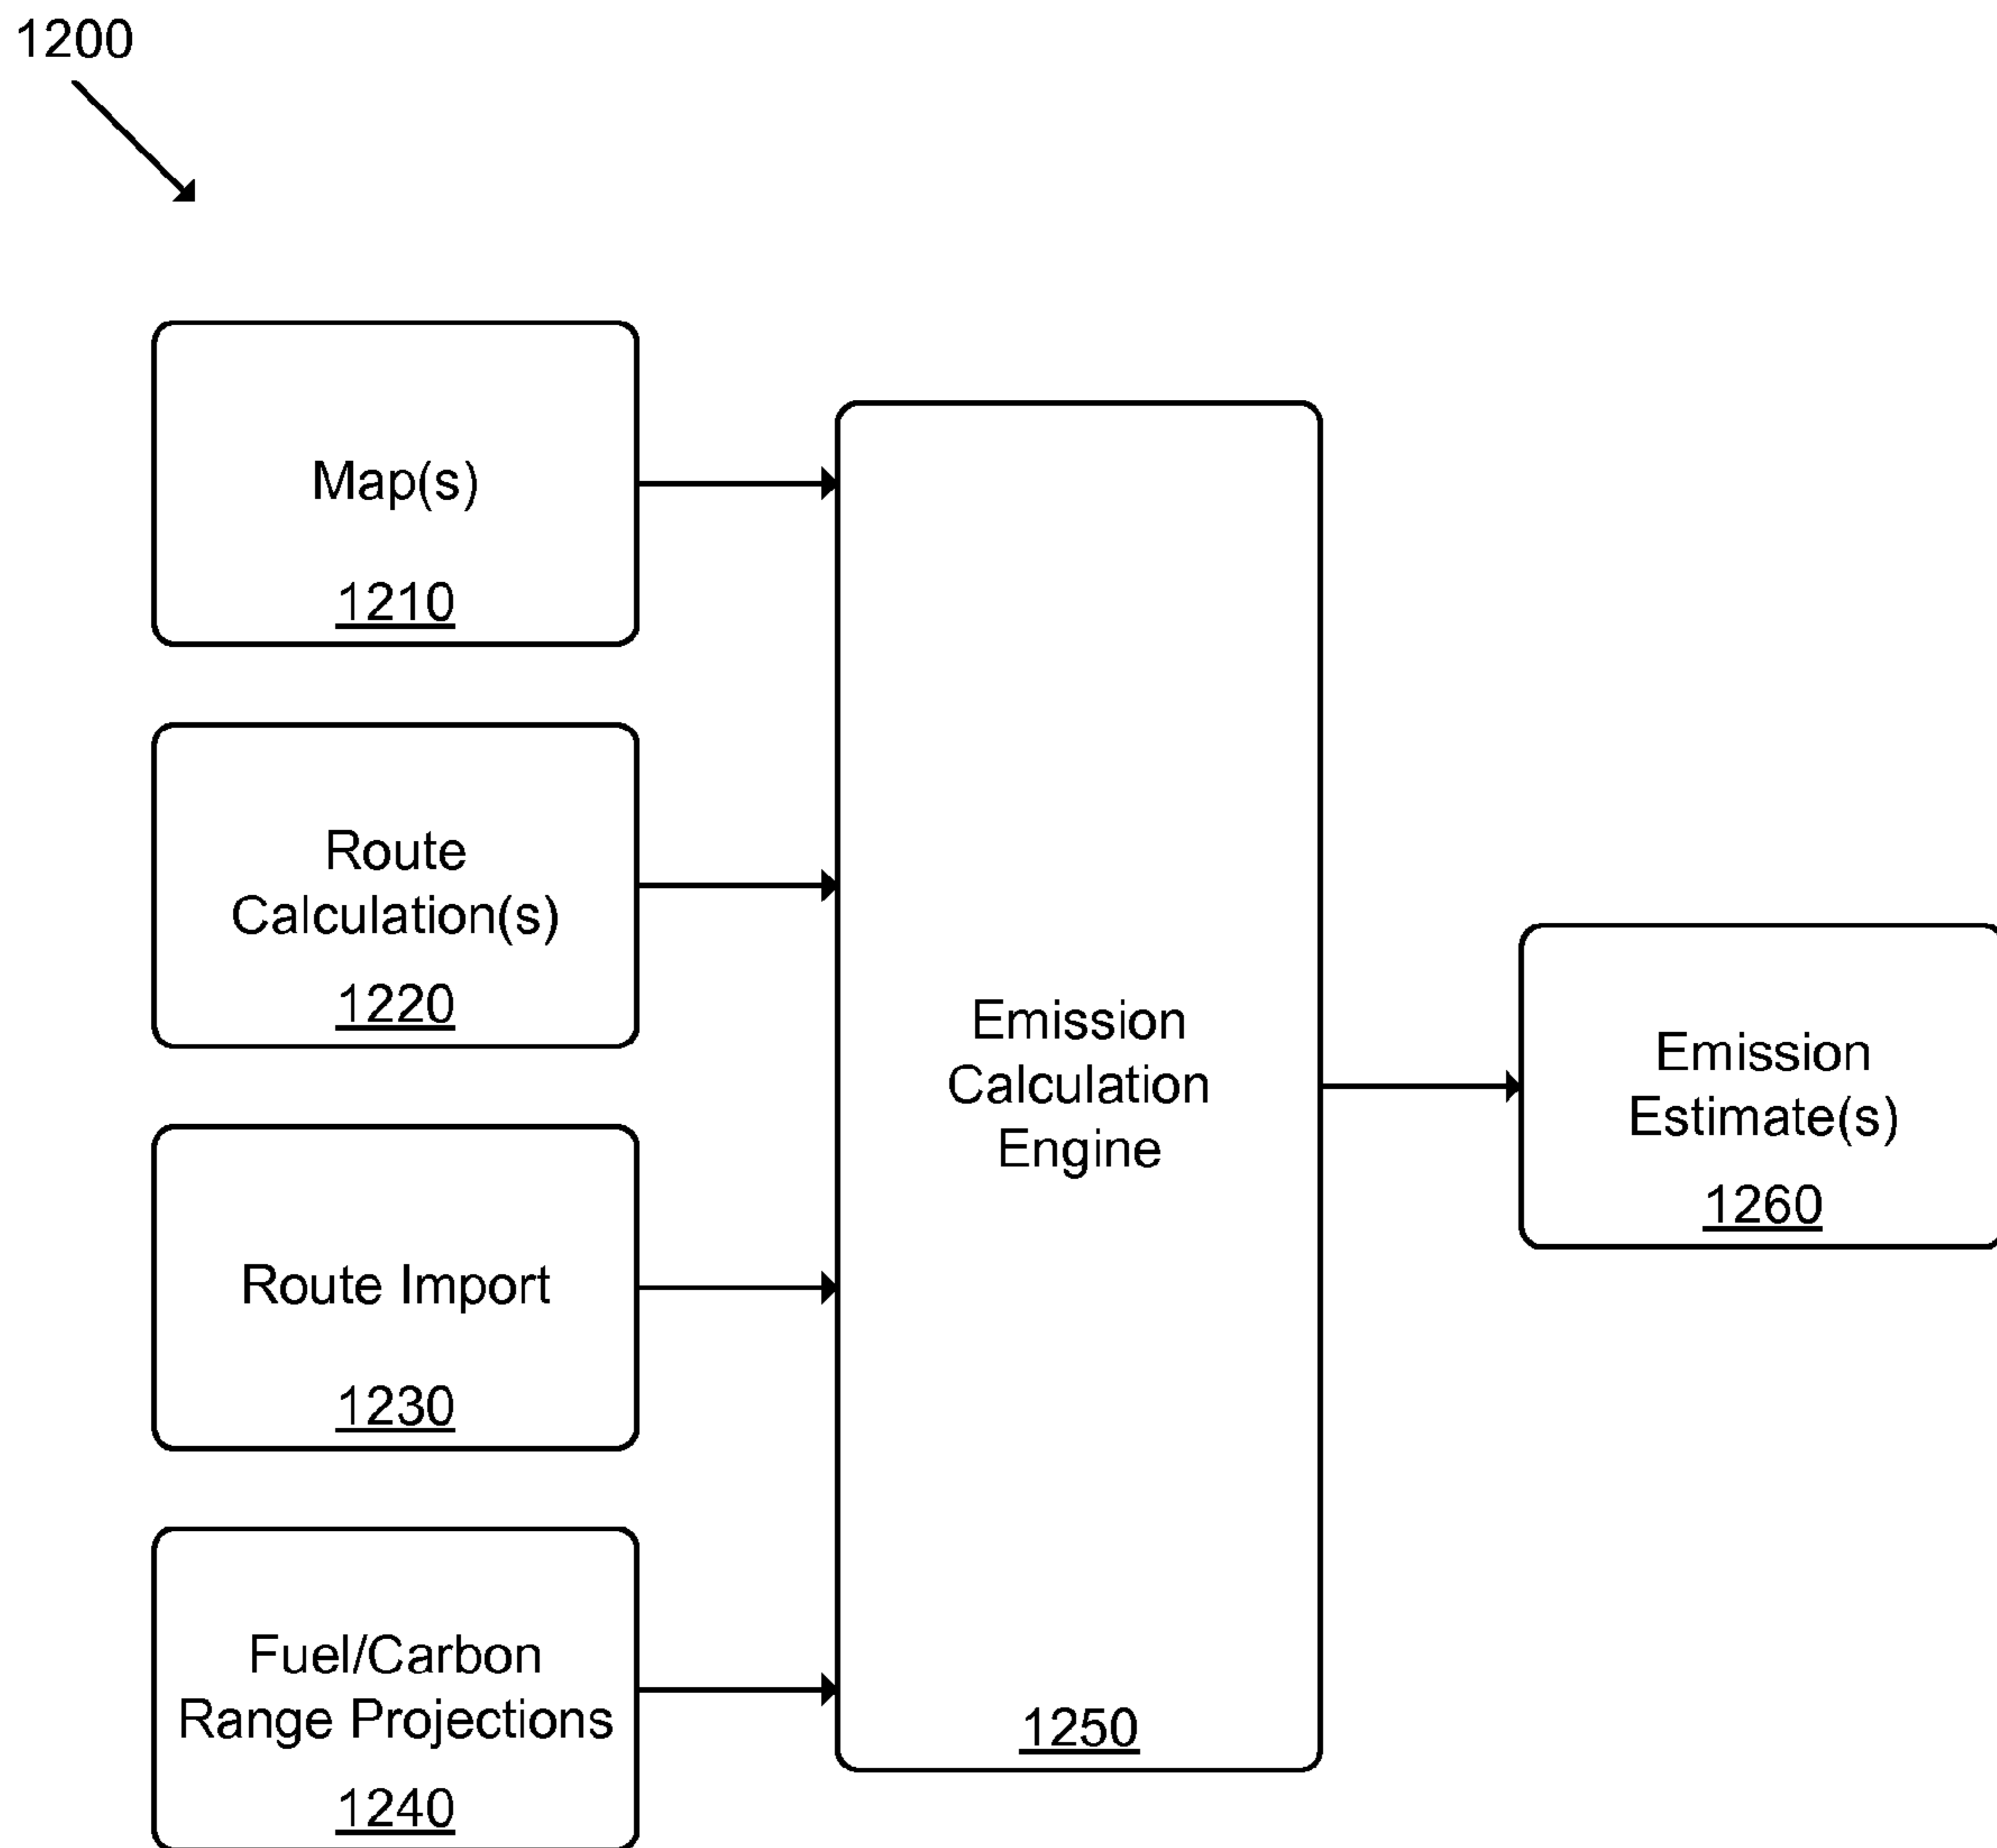 1200
Map(s)
1210
Route
Calculation(s)
1220
Route Import
1230
Fuel/Carbon
Range Projections
1240
Emission
Calculation
Engine
1250
Emission
Estimate(s)
1260